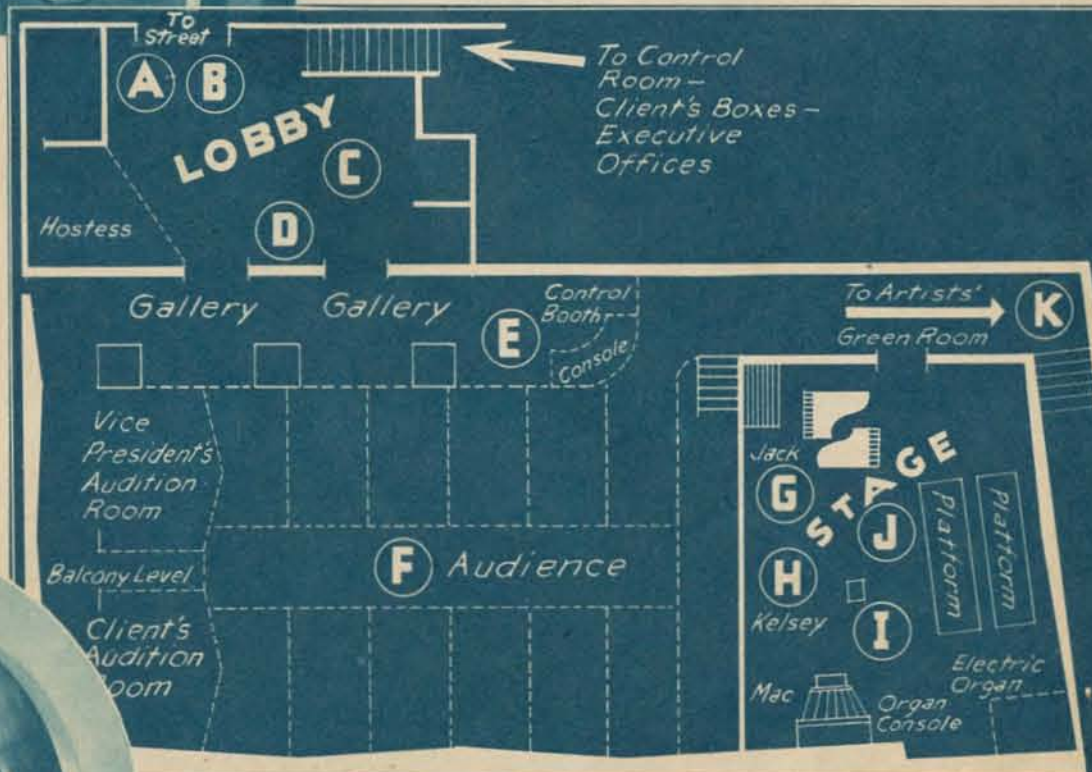 To
Street
A
B
LOBBY
C
D
Hostess
To Control
Room –
Client's Boxes –
Executive
Offices
Gallery
Gallery
E
Control
Booth
Console
To Artists'
K
Green Room
Vice
President's
Audition
Room
Balcony Level
Client's
Audition
Room
F
Audience
Jack
G
STAGE
J
H
Kelsey
I
Platform
Platform
Mac
Organ
Console
Electric
Organ